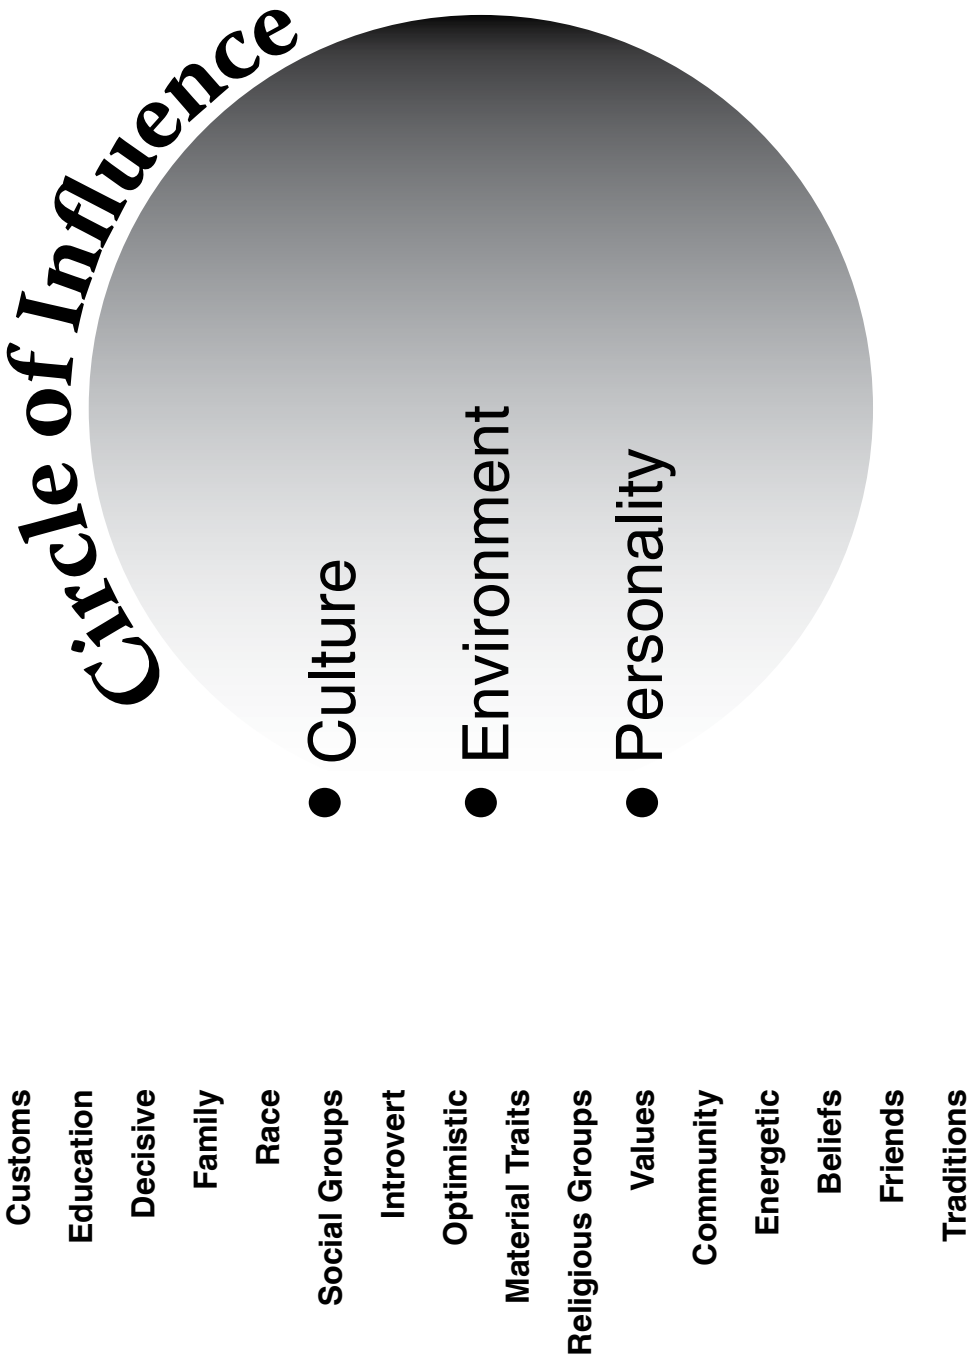 Circle of Influence
Customs
Education
Decisive
Family
Race
Social Groups
Introvert
Optimistic
Material Traits
Religious Groups
Values
Community
Energetic
Beliefs
Friends
Traditions
• Culture
• Environment
• Personality